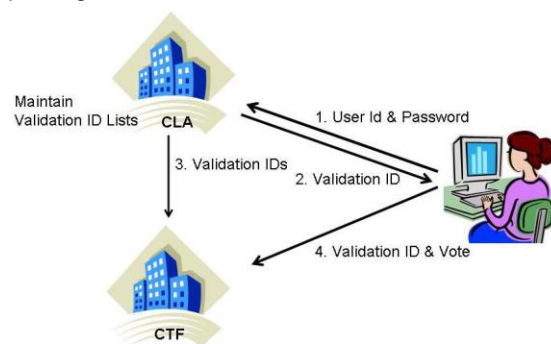 Maintain
Validation ID Lists
CLA
1. User Id & Password
3. Validation IDs
2. Validation ID
4. Validation ID & Vote
CTF